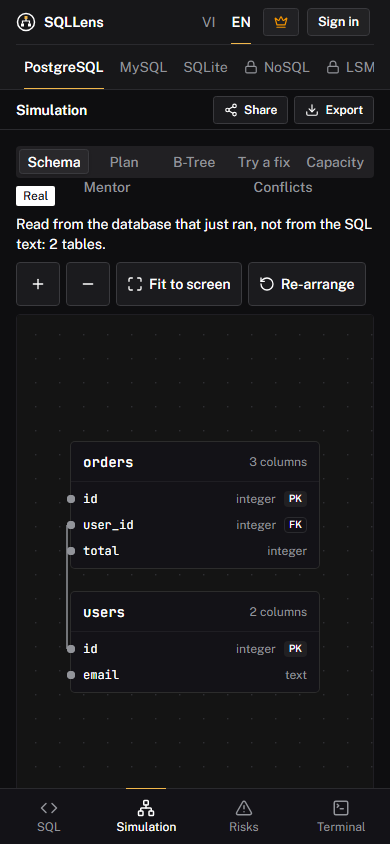 SQLLens VI EN Sign in
PostgreSQL MySQL SQLite NoSQL LSM
Simulation Share Export
Schema Plan B-Tree Try a fix Capacity
Mentor Conflicts
Real
Read from the database that just ran, not from the SQL
text: 2 tables.
+ − Fit to screen Re-arrange
orders 3 columns
id integer PK
user_id integer FK
total integer
users 2 columns
id integer PK
email text
SQL Simulation Risks Terminal